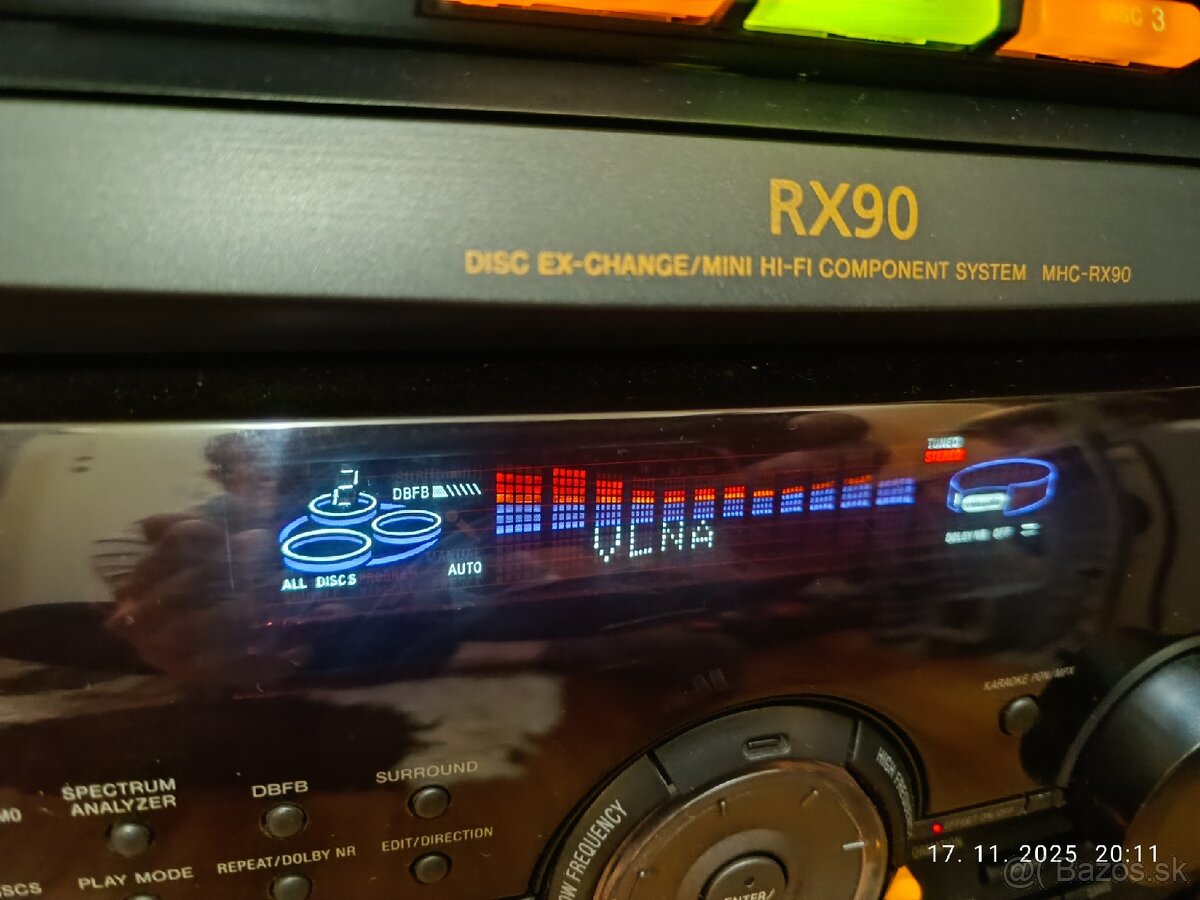 DISC 3
RX90
DISC EX-CHANGE/MINI HI-FI COMPONENT SYSTEM MHC-RX90
TUNED
STEREO
2
DBFB
VLNA
DOLBY NR OFF
AUTO
ALL DISCS
KARAOKE PON/MPX
SPECTRUM
ANALYZER
DBFB
SURROUND
HIGH
LOW FREQUENCY
PLAY MODE
REPEAT/DOLBY NR
EDIT/DIRECTION
ENTER/
17. 11. 2025 20:11
@( Bazos.sk